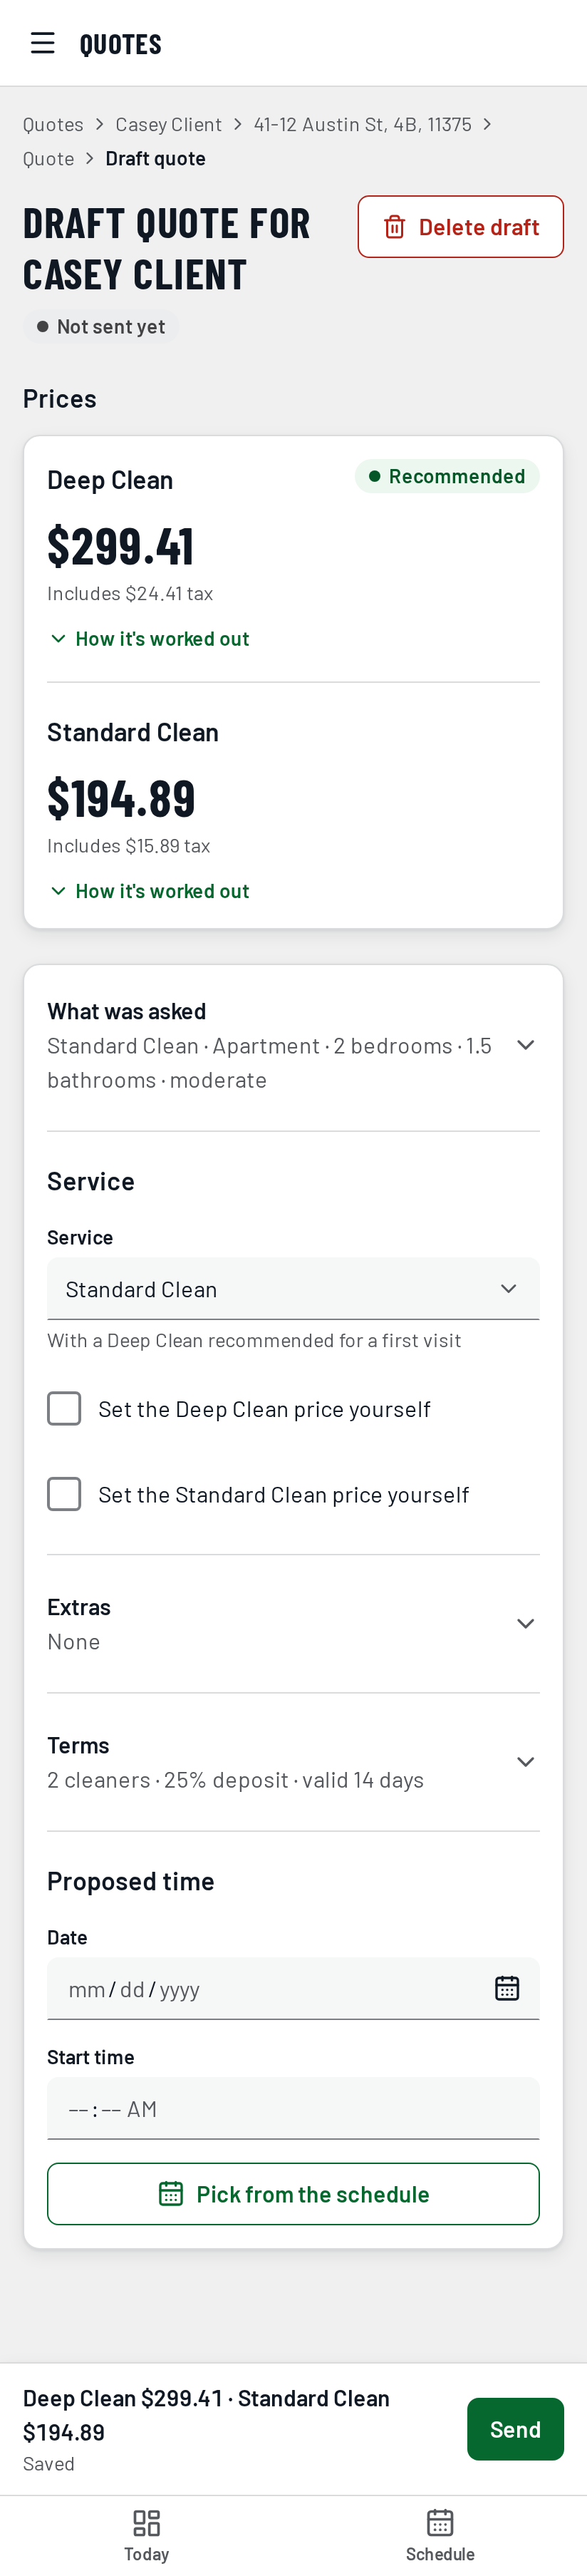 QUOTES
Quotes > Casey Client > 41-12 Austin St, 4B, 11375 >
Quote > Draft quote
DRAFT QUOTE FOR
CASEY CLIENT
Delete draft
Not sent yet
Prices
Deep Clean
Recommended
$299.41
Includes $24.41 tax
How it's worked out
Standard Clean
$194.89
Includes $15.89 tax
How it's worked out
What was asked
Standard Clean · Apartment · 2 bedrooms · 1.5
bathrooms · moderate
Service
Service
Standard Clean
With a Deep Clean recommended for a first visit
Set the Deep Clean price yourself
Set the Standard Clean price yourself
Extras
None
Terms
2 cleaners · 25% deposit · valid 14 days
Proposed time
Date
mm/dd/yyyy
Start time
--:-- AM
Pick from the schedule
Deep Clean $299.41 · Standard Clean
$194.89
Saved
Send
Today
Schedule